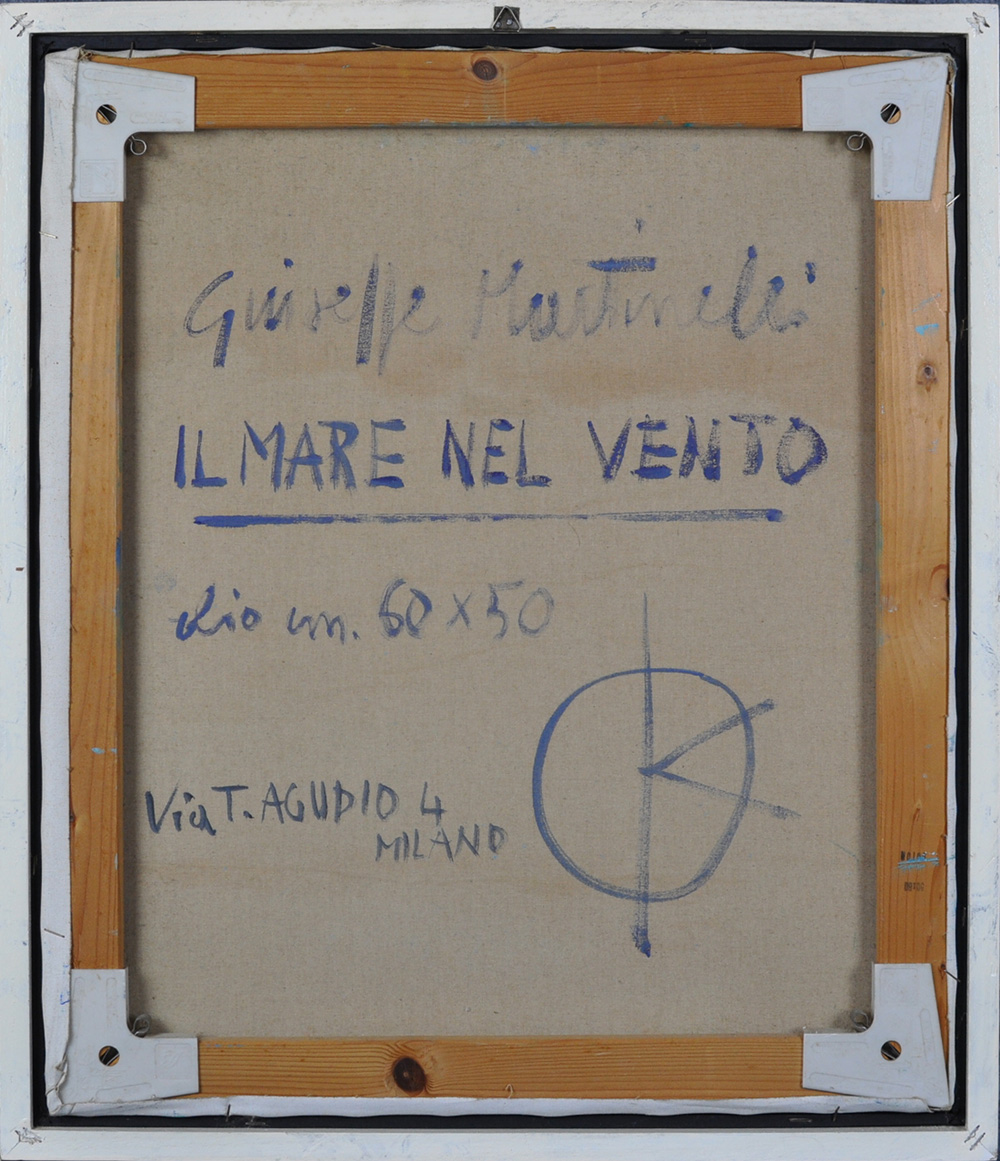 Giuseppe Martinelli
IL MARE NEL VENTO
olio cm. 60 x 50
Via T. AGUDIO 4
MILANO